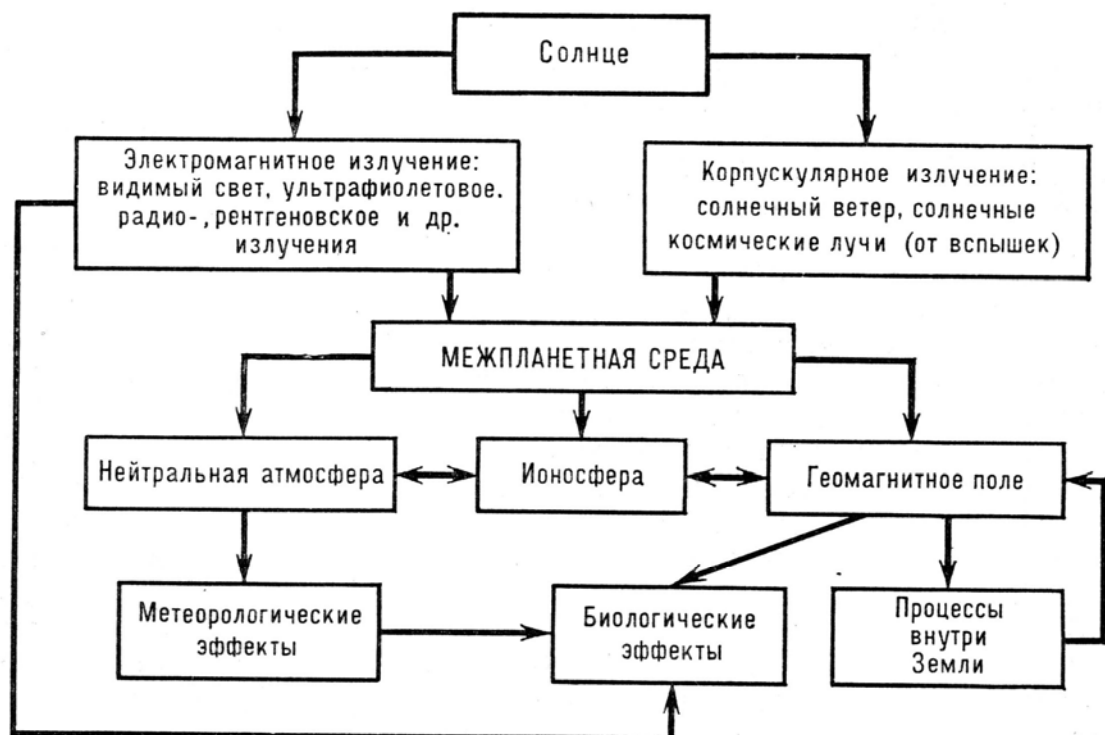 Солнце
Электромагнитное излучение:
видимый свет, ультрафиолетовое.
радио-, рентгеновское и др.
излучения
Корпускулярное излучение:
солнечный ветер, солнечные
космические лучи (от вспышек)
МЕЖПЛАНЕТНАЯ СРЕДА
Нейтральная атмосфера
Ионосфера
Геомагнитное поле
Метеорологические
эффекты
Биологические
эффекты
Процессы
внутри
Земли